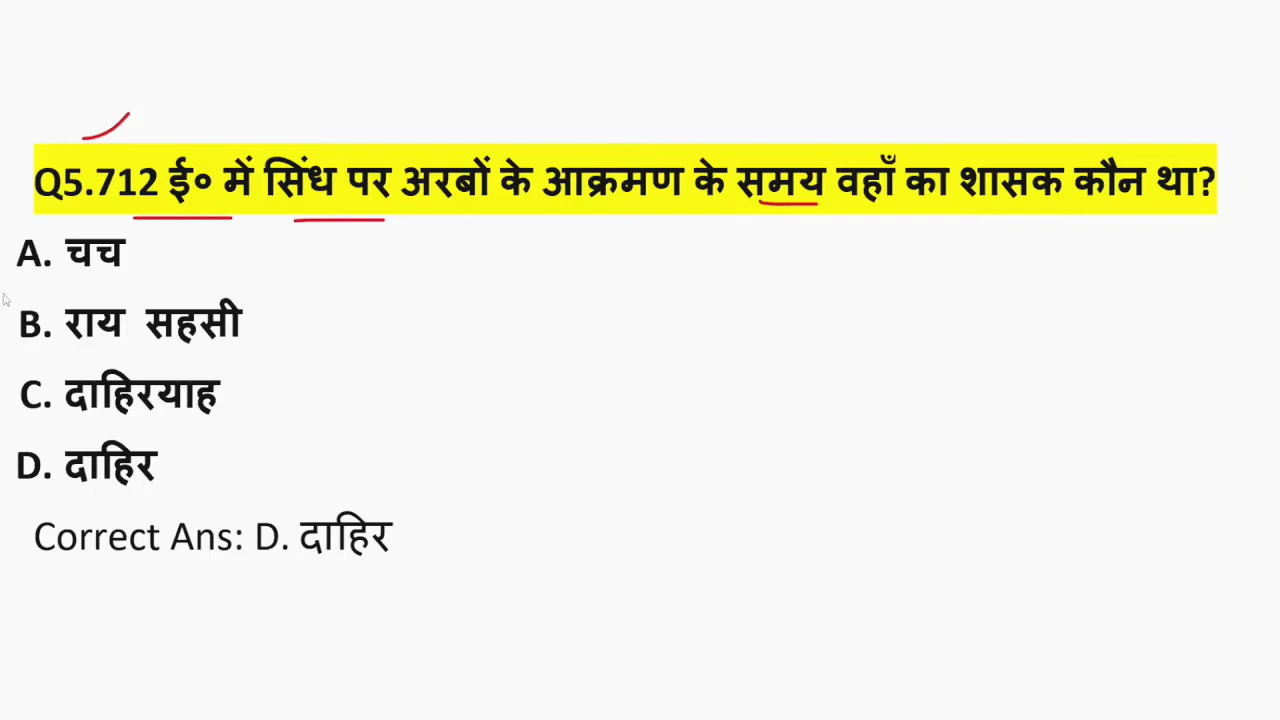 Q5.712 ई० में सिंध पर अरबों के आक्रमण के समय वहाँ का शासक कौन था?
A. चच
B. राय सहसी
C. दाहिरयाह
D. दाहिर
Correct Ans: D. दाहिर